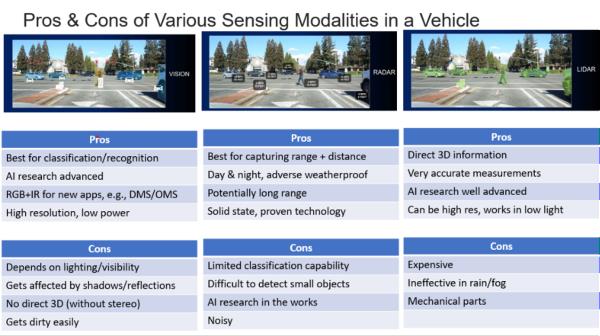 Pros & Cons of Various Sensing Modalities in a Vehicle
VISION
RADAR
LIDAR
Pros
Best for classification/recognition
AI research advanced
RGB+IR for new apps, e.g., DMS/OMS
High resolution, low power
Cons
Depends on lighting/visibility
Gets affected by shadows/reflections
No direct 3D (without stereo)
Gets dirty easily
Pros
Best for capturing range + distance
Day & night, adverse weatherproof
Potentially long range
Solid state, proven technology
Cons
Limited classification capability
Difficult to detect small objects
AI research in the works
Noisy
Pros
Direct 3D information
Very accurate measurements
AI research well advanced
Can be high res, works in low light
Cons
Expensive
Ineffective in rain/fog
Mechanical parts